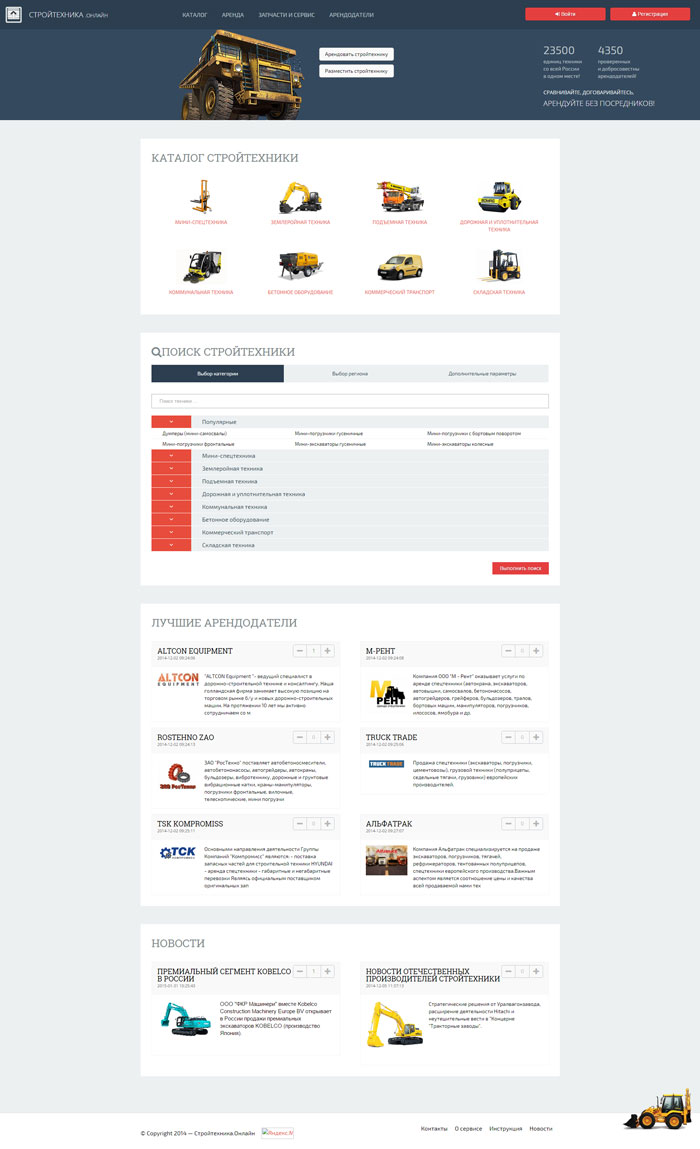 СТРОЙТЕХНИКА .ОНЛАЙН
КАТАЛОГ АРЕНДА ЗАПЧАСТИ И СЕРВИС АРЕНДОДАТЕЛИ
Войти
Регистрация
Арендовать стройтехнику
Разместить стройтехнику
23500
единиц техники
со всей России
в одном месте!
4350
проверенных
и добросовестны
арендодателей!
СРАВНИВАЙТЕ, ДОГОВАРИВАЙТЕСЬ,
АРЕНДУЙТЕ БЕЗ ПОСРЕДНИКОВ!
КАТАЛОГ СТРОЙТЕХНИКИ
МИНИ-СПЕЦТЕХНИКА
ЗЕМЛЕРОЙНАЯ ТЕХНИКА
ПОДЪЕМНАЯ ТЕХНИКА
ДОРОЖНАЯ И УПЛОТНИТЕЛЬНАЯ
ТЕХНИКА
КОММУНАЛЬНАЯ ТЕХНИКА
БЕТОННОЕ ОБОРУДОВАНИЕ
КОММЕРЧЕСКИЙ ТРАНСПОРТ
СКЛАДСКАЯ ТЕХНИКА
ПОИСК СТРОЙТЕХНИКИ
Выбор категории
Выбор региона
Дополнительные параметры
Поиск техники...
Популярные
Думперы (мини-самосвалы)
Мини-погрузчики гусеничные
Мини-погрузчики с бортовым поворотом
Мини-погрузчики фронтальные
Мини-экскаваторы гусеничные
Мини-экскаваторы колесные
Мини-спецтехника
Землеройная техника
Подъемная техника
Дорожная и уплотнительная техника
Коммунальная техника
Бетонное оборудование
Коммерческий транспорт
Складская техника
Выполнить поиск
ЛУЧШИЕ АРЕНДОДАТЕЛИ
ALTCON EQUIPMENT
1
2014-12-02 09:24:06
ALTCON
EQUIPMENT
"ALTCON Equipment "- ведущий специалист в
дорожно-строительной технике и консалтингу. Наша
голландская фирма занимает высокую позицию на
торговом рынке б/у и новых дорожно-строительных
машин. На протяжении 10 лет мы активно
сотрудничаем со м
М-РЕНТ
0
2014-12-02 09:24:09
М
РЕНТ
Компания ООО "М - Рент" оказывает услуги по
аренде спецтехники (автокрана, экскаваторов,
автовышки, самосвалов, бетононасосов,
автогрейдеров, грейферов, бульдозеров, тралов,
бортовых машин, манипуляторов, погрузчиков,
илососов, ямобура и др.
ROSTEHNO ZAO
0
2014-12-02 09:24:13
ЗАО РосТехно
ЗАО "РосТехно" поставляет автобетоносмесители,
автобетононасосы, автогрейдеры, автокраны,
бульдозеры, вибротехнику, дорожные и грунтовые
вибрационные катки, краны-манипуляторы,
погрузчики фронтальные, вилочные,
телескопические, мини погрузчи
TRUCK TRADE
0
2014-12-02 09:25:06
TRUCK TRADE
Продажа спецтехники (экскаваторы, погрузчики,
цементовозы), грузовой техники (полуприцепы,
седельные тягачи, грузовики) европейских
производителей.
TSK KOMPROMISS
0
2014-12-02 09:25:11
ТСК
КОМПРОМИСС
Основными направления деятельности Группы
Компаний "Компромисс" являются: - поставка
запасных частей для строительной техники HYUNDAI
- аренда спецтехники - габаритные и негабаритные
перевозки Являясь официальным поставщиком
оригинальных зап
АЛЬФАТРАК
0
2014-12-02 09:27:07
Компания Альфатрак специализируется на продаже
экскаваторов, погрузчиков, тягачей,
рефрижераторов, тентованных полуприцепов,
спецтехники европейского производства.Важным
аспектом является соотношение цены и качества
всей продаваемой нами тех
НОВОСТИ
ПРЕМИАЛЬНЫЙ СЕГМЕНТ KOBELCO
В РОССИИ
1
2015-01-31 15:25:43
ООО "ФКР Машинери" вместе Kobelco
Construction Machinery Europe BV открывает
в России продажи премиальных
экскаваторов KOBELCO (производство
Япония).
НОВОСТИ ОТЕЧЕСТВЕННЫХ
ПРОИЗВОДИТЕЛЕЙ СТРОЙТЕХНИКИ
0
2014-12-09 11:57:13
Стратегические решения от Уралвагонзавода,
расширение деятельности Hitachi и
неутешительные вести в "Концерне
"Тракторные заводы".
© Copyright 2014 — Стройтехника.Онлайн
Яндекс.М
Контакты О сервисе Инструкция Новости